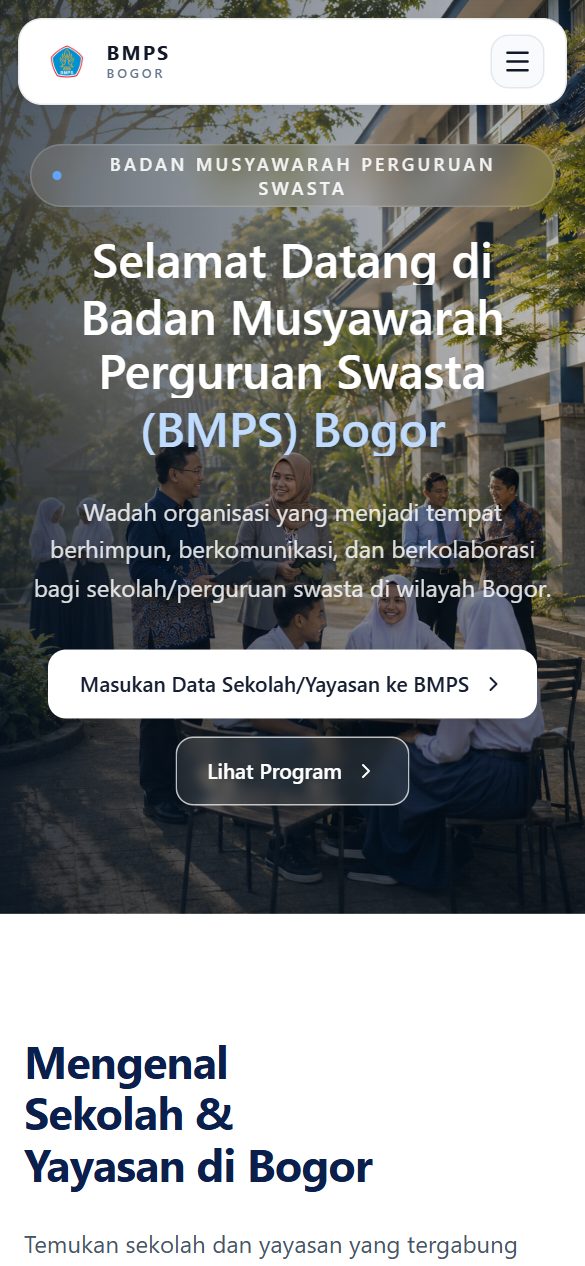 BMPS
BOGOR
BMPS
BADAN MUSYAWARAH PERGURUAN
SWASTA
Selamat Datang di
Badan Musyawarah
Perguruan Swasta
(BMPS) Bogor
Wadah organisasi yang menjadi tempat
berhimpun, berkomunikasi, dan berkolaborasi
bagi sekolah/perguruan swasta di wilayah Bogor.
Masukan Data Sekolah/Yayasan ke BMPS
Lihat Program
Mengenal
Sekolah &
Yayasan di Bogor
Temukan sekolah dan yayasan yang tergabung